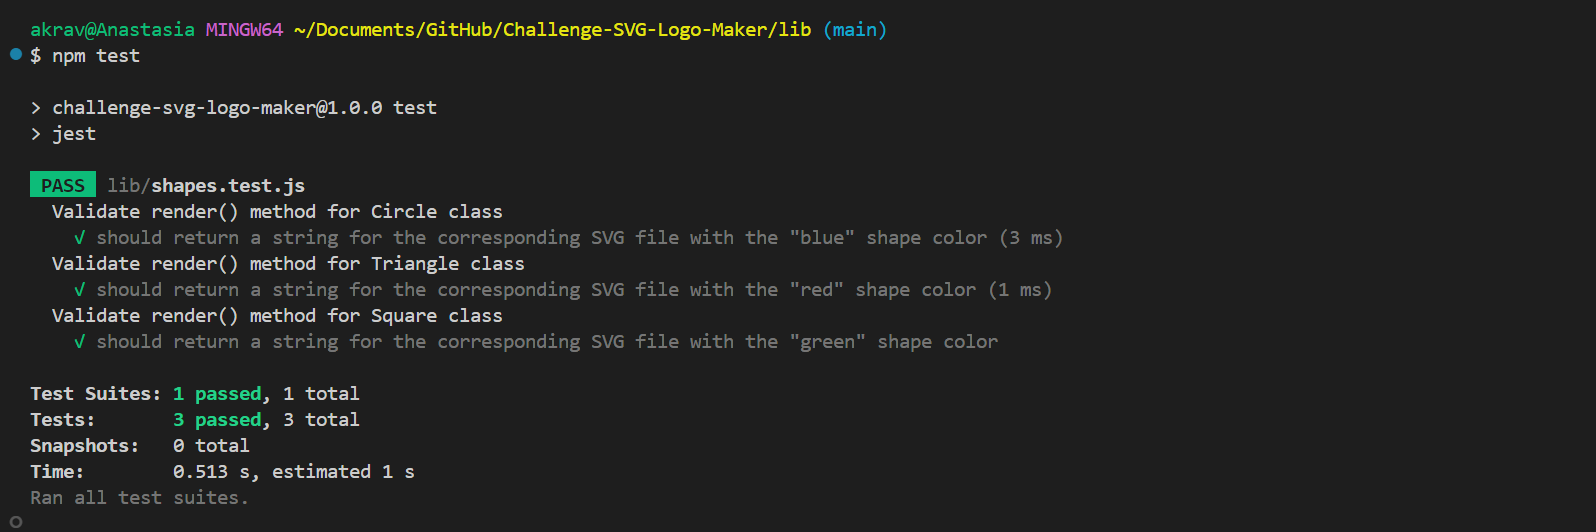 akrav@Anastasia MINGW64 ~/Documents/GitHub/Challenge-SVG-Logo-Maker/lib (main)
$ npm test
> challenge-svg-logo-maker@1.0.0 test
> jest
PASS lib/shapes.test.js
Validate render() method for Circle class
√ should return a string for the corresponding SVG file with the "blue" shape color (3 ms)
Validate render() method for Triangle class
√ should return a string for the corresponding SVG file with the "red" shape color (1 ms)
Validate render() method for Square class
√ should return a string for the corresponding SVG file with the "green" shape color
Test Suites: 1 passed, 1 total
Tests:       3 passed, 3 total
Snapshots:   0 total
Time:        0.513 s, estimated 1 s
Ran all test suites.